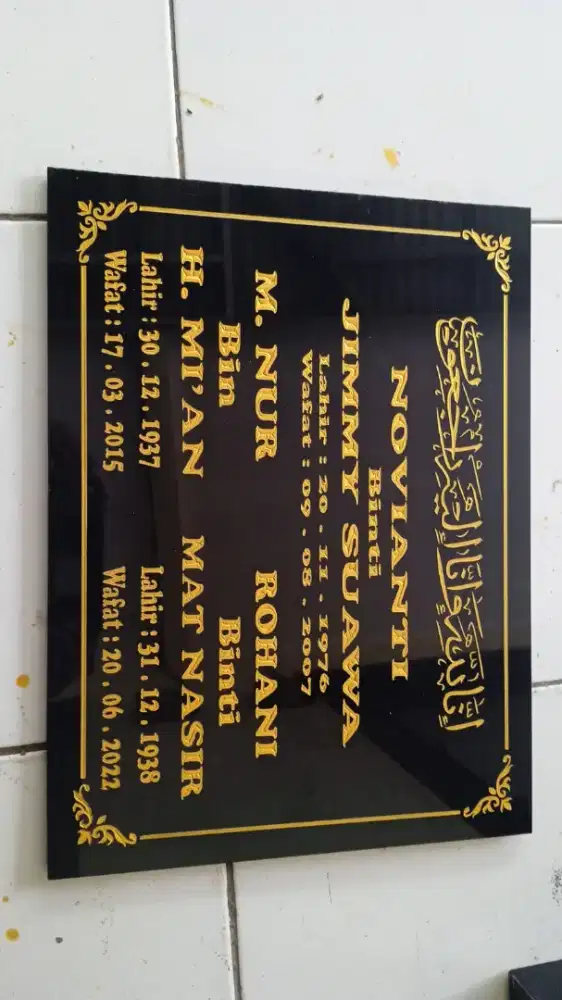 إنا لله وإنا إليه راجعون
NOVIANTI
Binti
JIMMY SUAWA
Lahir : 20 . 11 . 1976
Wafat : 09 . 08 . 2007
M. NUR
Bin
H. MI'AN
Lahir : 30 . 12 . 1937
Wafat : 17 . 03 . 2015
ROHANI
Binti
MAT NASIR
Lahir : 31 . 12 . 1938
Wafat : 20 . 06 . 2022